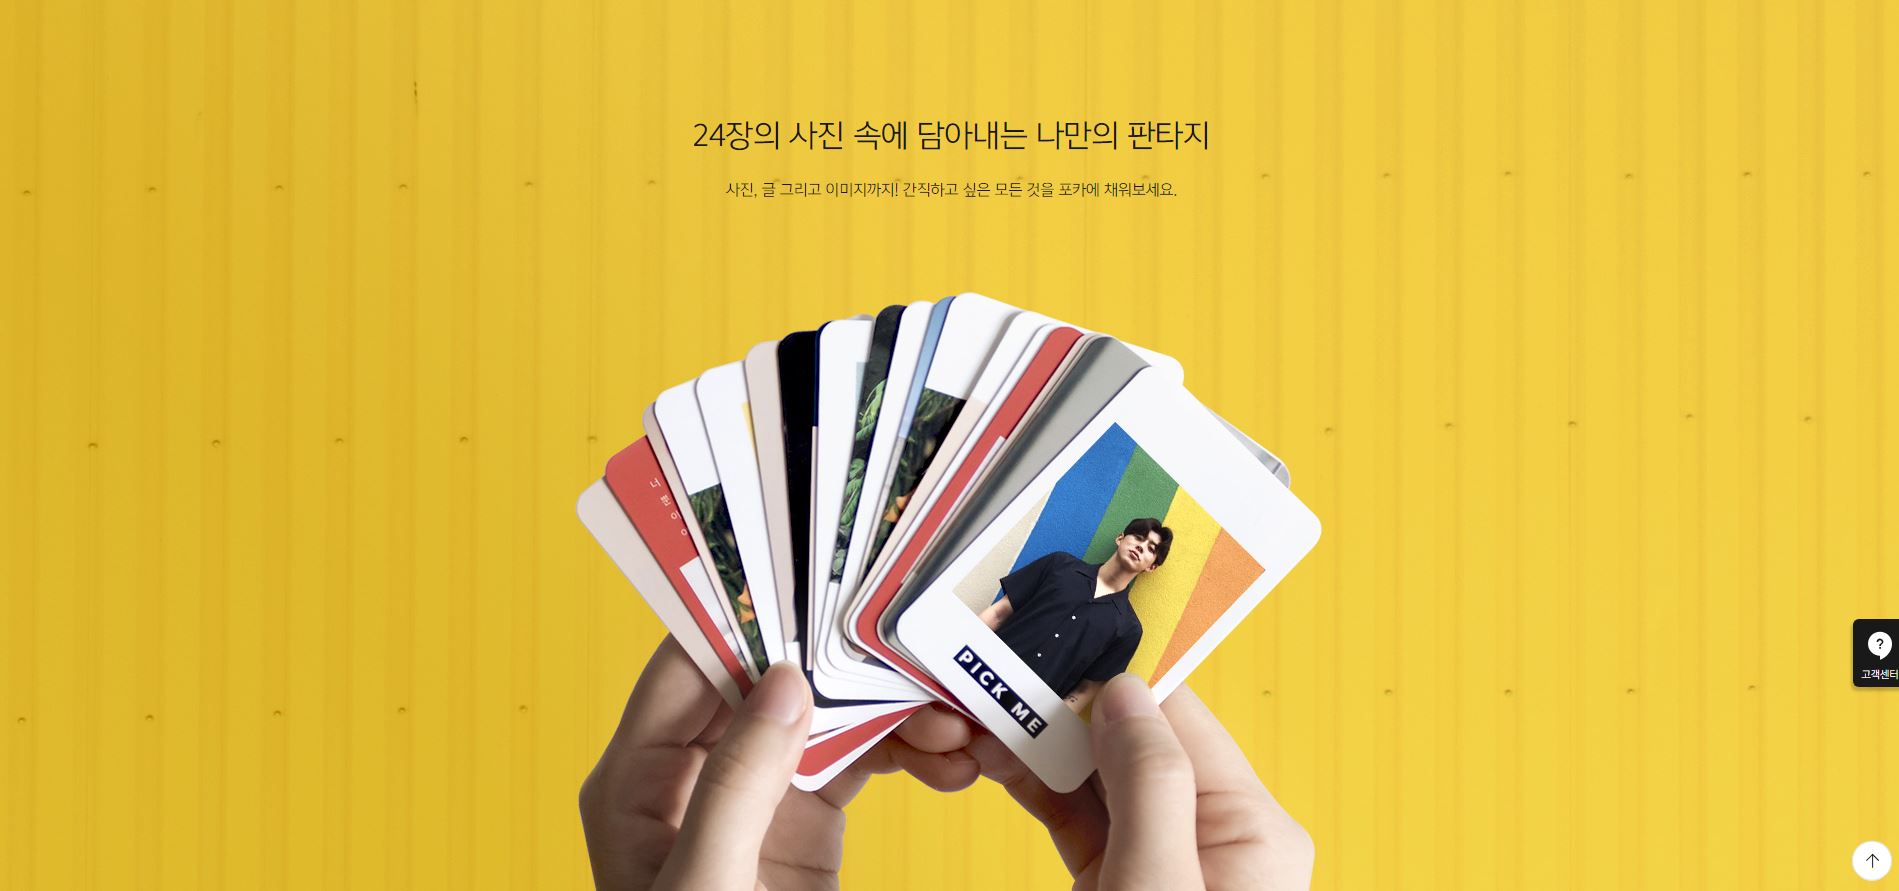 24장의 사진 속에 담아내는 나만의 판타지
사진, 글 그리고 이미지까지! 간직하고 싶은 모든 것을 포카에 채워보세요.
PICK ME
?
고객센터